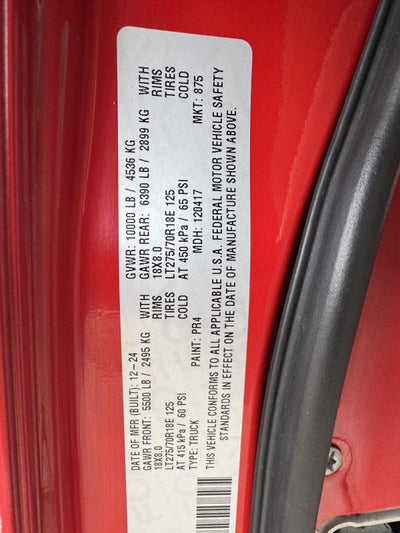 DATE OF MFR (BUILT): 12-24 GVWR: 10000 LB / 4536 KG
GAWR FRONT: 5500 LB / 2495 KG WITH GAWR REAR: 6390 LB / 2899 KG WITH
18X8.0 RIMS 18X8.0 RIMS
LT275/70R18E 125 TIRES LT275/70R18E 125 TIRES
AT 415 kPa / 60 PSI COLD AT 450 kPa / 65 PSI COLD
TYPE: TRUCK PAINT: PR4 MDH: 120417 MKT: 875
THIS VEHICLE CONFORMS TO ALL APPLICABLE U.S.A. FEDERAL MOTOR VEHICLE SAFETY
STANDARDS IN EFFECT ON THE DATE OF MANUFACTURE SHOWN ABOVE.